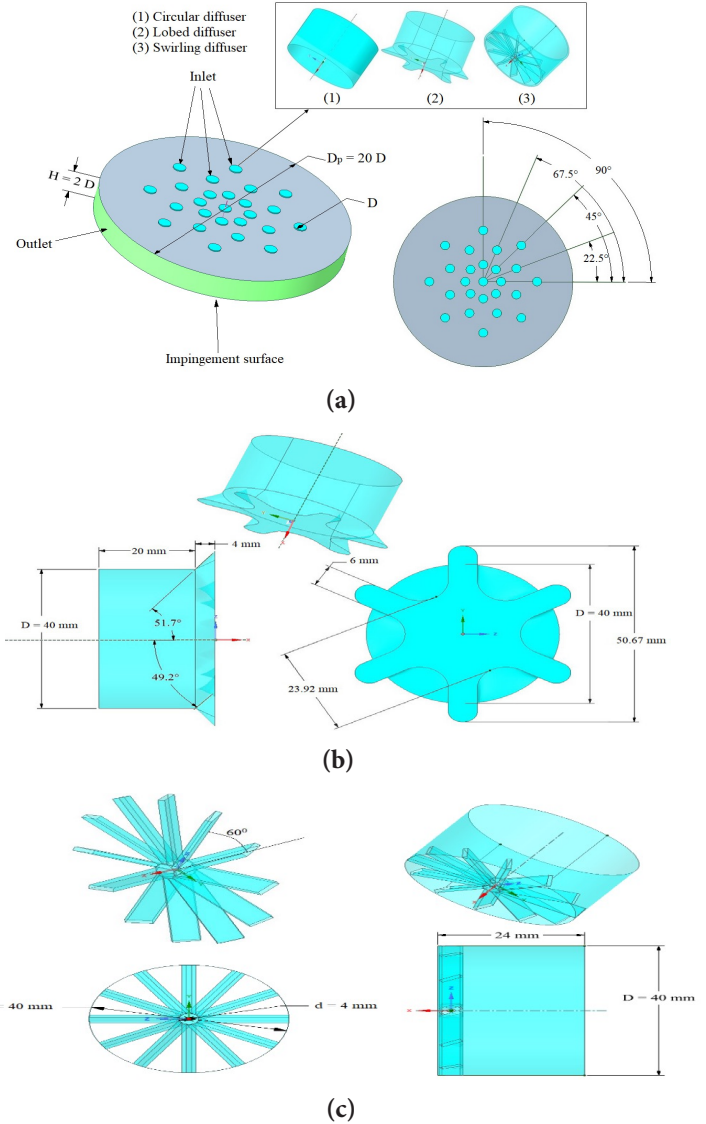 (1) Circular diffuser
(2) Lobed diffuser
(3) Swirling diffuser
(1)
(2)
(3)
Inlet
H = 2 D
Dₚ = 20 D
D
Outlet
Impingement surface
90°
67.5°
45°
22.5°
(a)
20 mm
4 mm
D = 40 mm
51.7°
49.2°
6 mm
23.92 mm
D = 40 mm
50.67 mm
(b)
60⁰
= 40 mm
d = 4 mm
24 mm
D = 40 mm
(c)